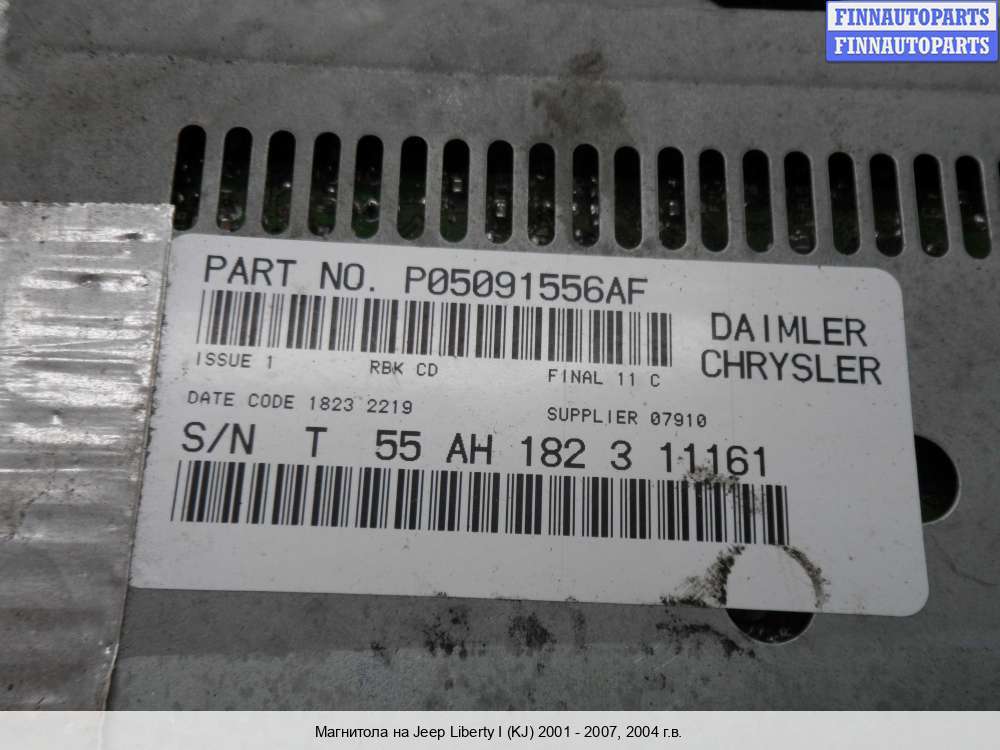 FINNAUTOPARTS
FINNAUTOPARTS
PART NO. P05091556AF
DAIMLER
CHRYSLER
ISSUE 1 RBK CD FINAL 11 C
DATE CODE 1823 2219 SUPPLIER 07910
S/N T 55 AH 182 3 11161
Магнитола на Jeep Liberty I (KJ) 2001 - 2007, 2004 г.в.